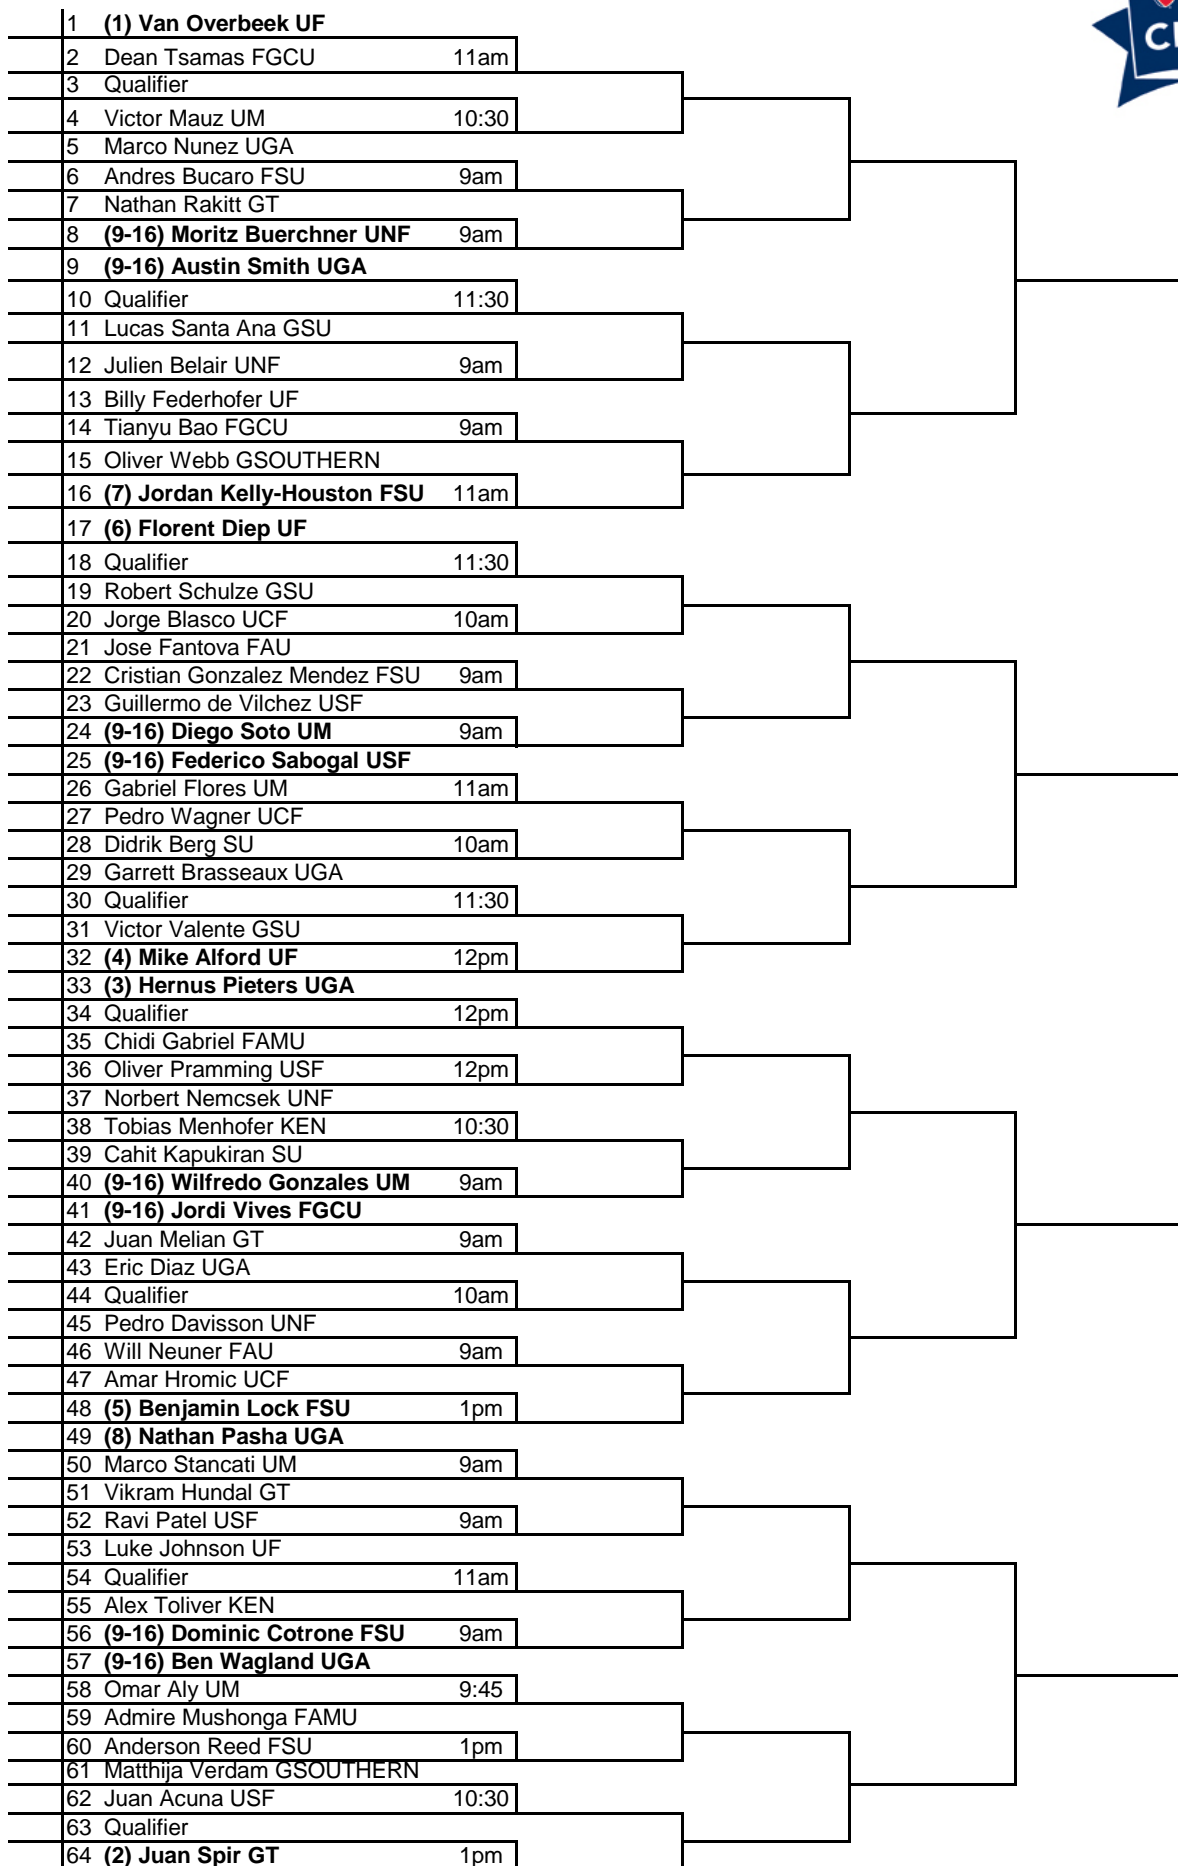 1 (1) Van Overbeek UF
2 Dean Tsamas FGCU 11am
3 Qualifier
4 Victor Mauz UM 10:30
5 Marco Nunez UGA
6 Andres Bucaro FSU 9am
7 Nathan Rakitt GT
8 (9-16) Moritz Buerchner UNF 9am
9 (9-16) Austin Smith UGA
10 Qualifier 11:30
11 Lucas Santa Ana GSU
12 Julien Belair UNF 9am
13 Billy Federhofer UF
14 Tianyu Bao FGCU 9am
15 Oliver Webb GSOUTHERN
16 (7) Jordan Kelly-Houston FSU 11am
17 (6) Florent Diep UF
18 Qualifier 11:30
19 Robert Schulze GSU
20 Jorge Blasco UCF 10am
21 Jose Fantova FAU
22 Cristian Gonzalez Mendez FSU 9am
23 Guillermo de Vilchez USF
24 (9-16) Diego Soto UM 9am
25 (9-16) Federico Sabogal USF
26 Gabriel Flores UM 11am
27 Pedro Wagner UCF
28 Didrik Berg SU 10am
29 Garrett Brasseaux UGA
30 Qualifier 11:30
31 Victor Valente GSU
32 (4) Mike Alford UF 12pm
33 (3) Hernus Pieters UGA
34 Qualifier 12pm
35 Chidi Gabriel FAMU
36 Oliver Pramming USF 12pm
37 Norbert Nemcsek UNF
38 Tobias Menhofer KEN 10:30
39 Cahit Kapukiran SU
40 (9-16) Wilfredo Gonzales UM 9am
41 (9-16) Jordi Vives FGCU
42 Juan Melian GT 9am
43 Eric Diaz UGA
44 Qualifier 10am
45 Pedro Davisson UNF
46 Will Neuner FAU 9am
47 Amar Hromic UCF
48 (5) Benjamin Lock FSU 1pm
49 (8) Nathan Pasha UGA
50 Marco Stancati UM 9am
51 Vikram Hundal GT
52 Ravi Patel USF 9am
53 Luke Johnson UF
54 Qualifier 11am
55 Alex Toliver KEN
56 (9-16) Dominic Cotrone FSU 9am
57 (9-16) Ben Wagland UGA
58 Omar Aly UM 9:45
59 Admire Mushonga FAMU
60 Anderson Reed FSU 1pm
61 Matthija Verdam GSOUTHERN
62 Juan Acuna USF 10:30
63 Qualifier
64 (2) Juan Spir GT 1pm